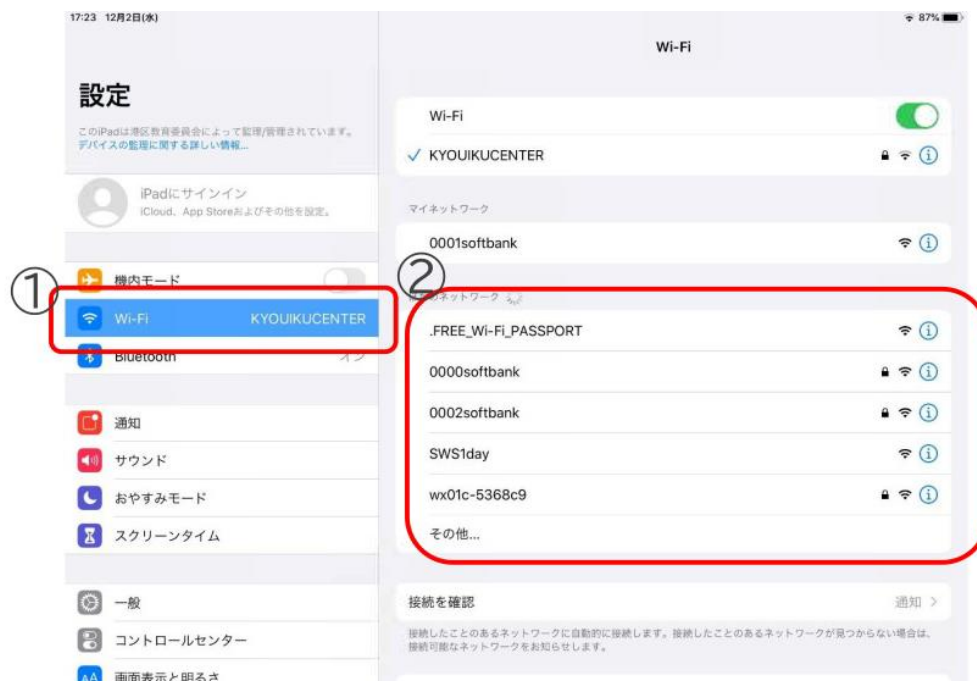 17:23 12月2日(水)
87%
設定
このiPadは港区教育委員会によって監理/管理されています。
デバイスの監理に関する詳しい情報...
iPadにサインイン
iCloud、App Storeおよびその他を設定。
①
機内モード
Wi-Fi KYOUIKUCENTER
Bluetooth オン
通知
サウンド
おやすみモード
スクリーンタイム
一般
コントロールセンター
AA 画面表示と明るさ
Wi-Fi
Wi-Fi
✓ KYOUIKUCENTER
マイネットワーク
0001softbank
②
のネットワーク
.FREE_Wi-Fi_PASSPORT
0000softbank
0002softbank
SWS1day
wx01c-5368c9
その他...
接続を確認 通知 >
接続したことのあるネットワークに自動的に接続します。接続したことのあるネットワークが見つからない場合は、
接続可能なネットワークをお知らせします。